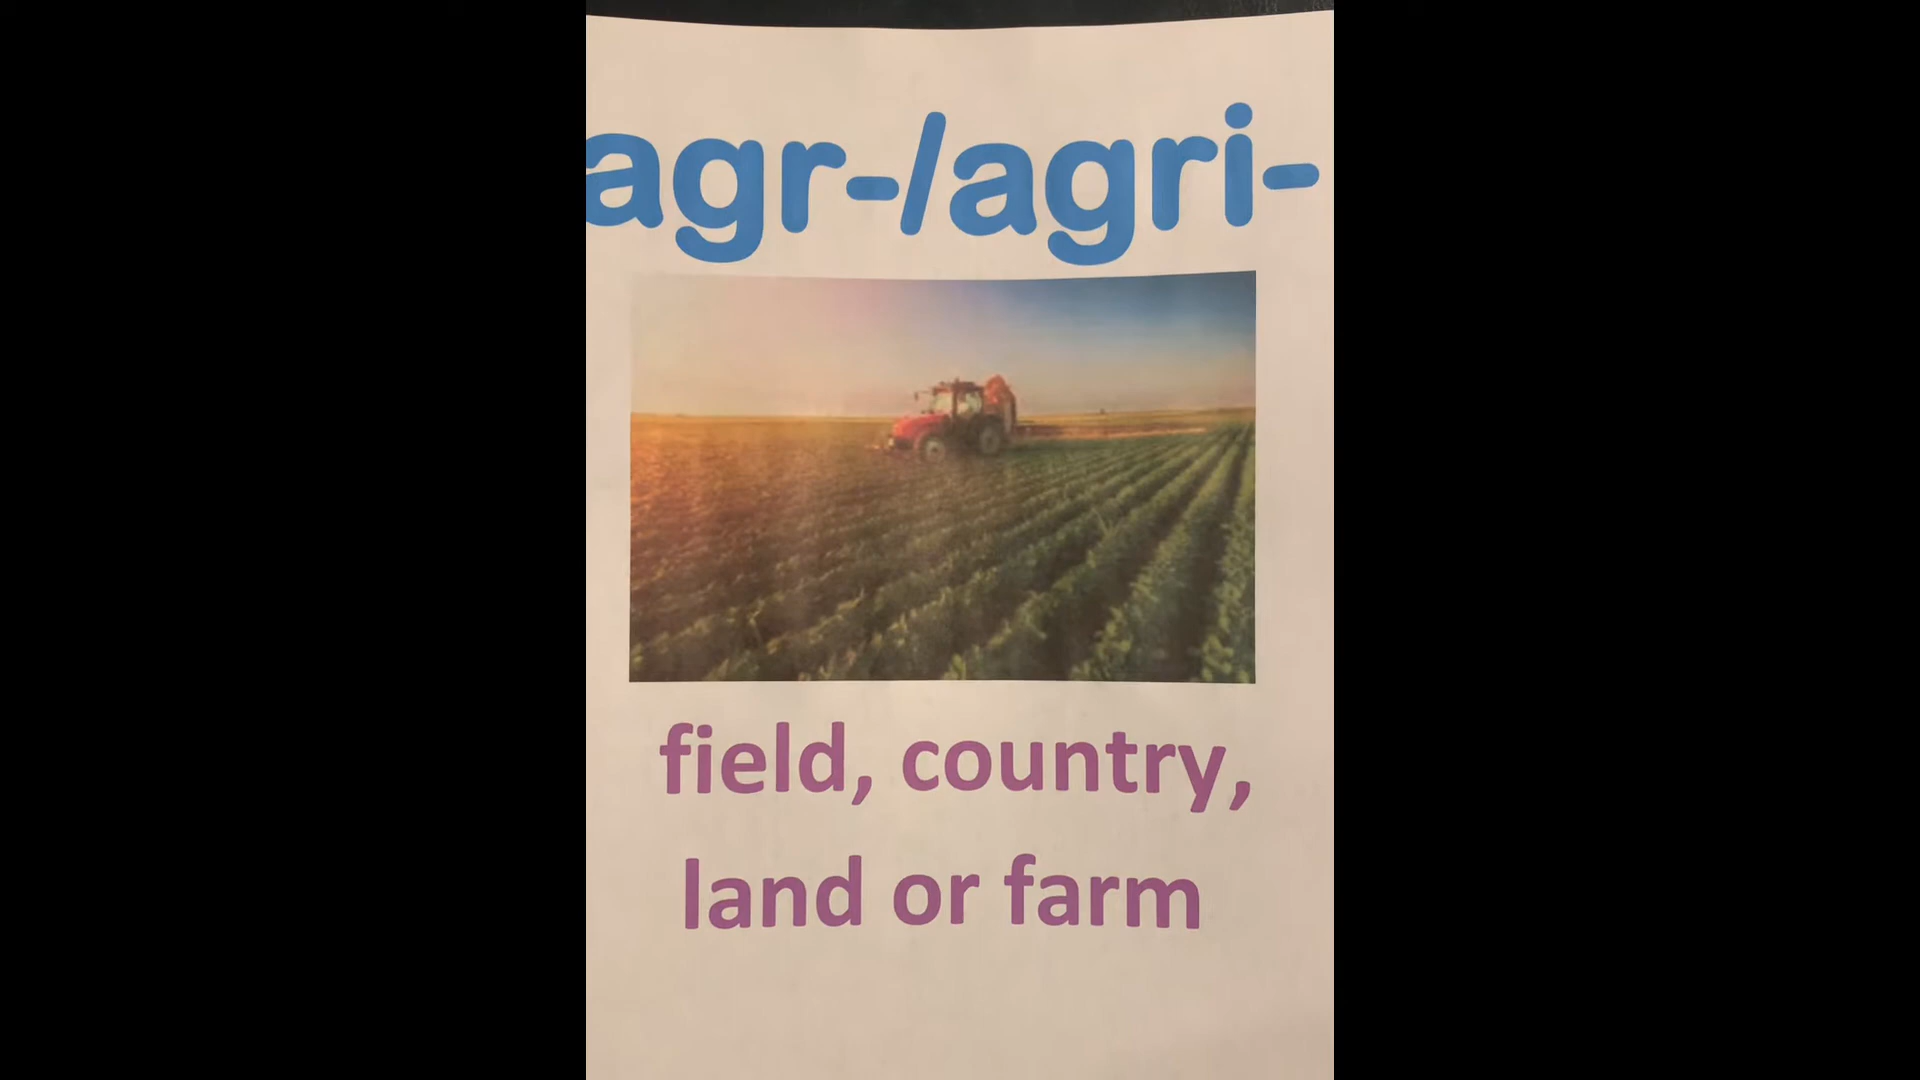 agr-/agri-
field, country,
land or farm